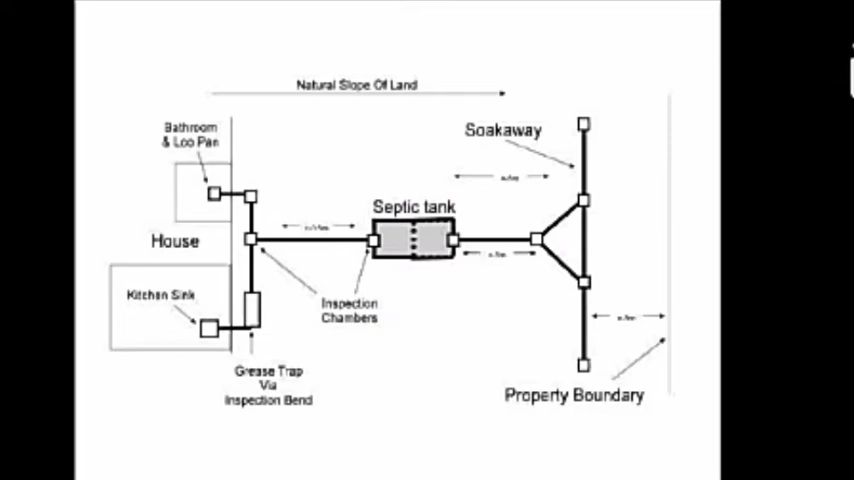 Natural Slope Of Land
Bathroom
& Loo Pan
Soakaway
Septic tank
House
Kitchen Sink
Inspection
Chambers
Grease Trap
Via
Inspection Bend
Property Boundary